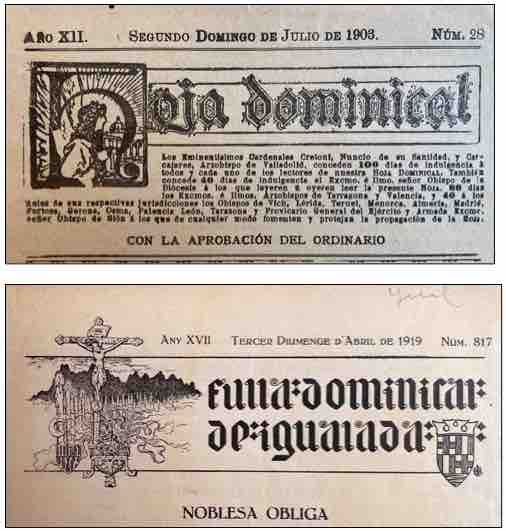 AÑO XII. SEGUNDO DOMINGO DE JULIO DE 1903. NÚM. 28
Hoja dominical
Los Eminentísimos Cardenales Cretoni, Nuncio de su Santidad, y Cas-
cajares, Arzobispo de Valladolid, conceden 100 días de indulgencia á
todos y cada uno de los lectores de nuestra HOJA DOMINICAL. También
concede 40 días de indulgencia el Excmo. é Ilmo. señor Obispo de la
Diócesis á los que leyeren ú oyeren leer la presente HOJA. 80 días
los Excmos. é Ilmos. Arzobispos de Tarragona y Valencia, y 40 á los
fieles de sus respectivas jurisdicciones los Obispos de Vich, Lérida, Teruel, Menorca, Almería, Madrid,
Tortosa, Gerona, Osma, Palencia León, Tarazona y Provicario General del Ejército y Armada Excmo.
señor Obispo de Sión á los que de cualquier modo fomenten y protejan la propagación de la HOJA.
CON LA APROBACIÓN DEL ORDINARIO
ANY XVII TERCER DIUMENGE D'ABRIL DE 1919 NÚM. 817
Fulla dominical
de igualada
NOBLESA OBLIGA